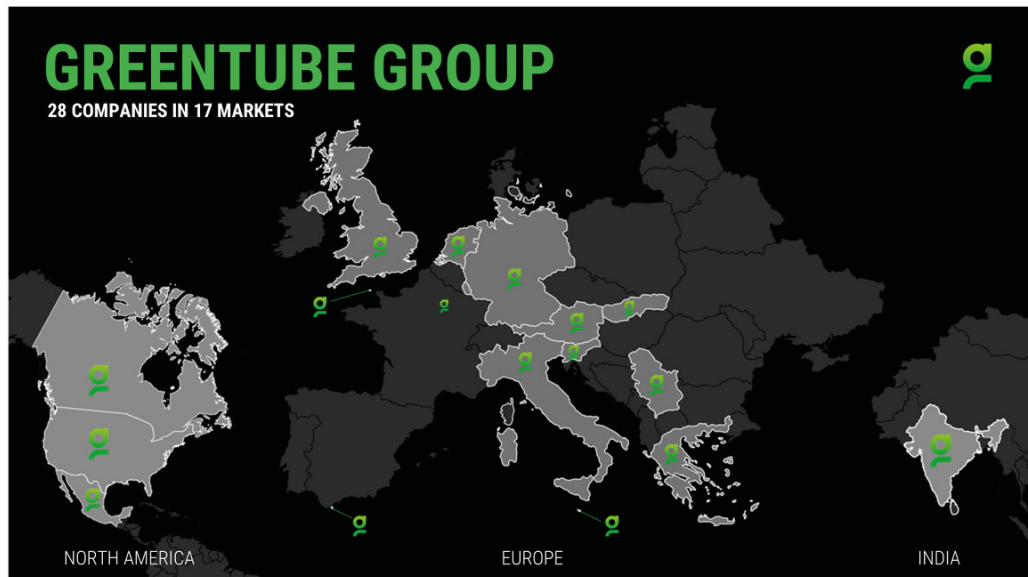 GREENTUBE GROUP
28 COMPANIES IN 17 MARKETS
NORTH AMERICA
EUROPE
INDIA